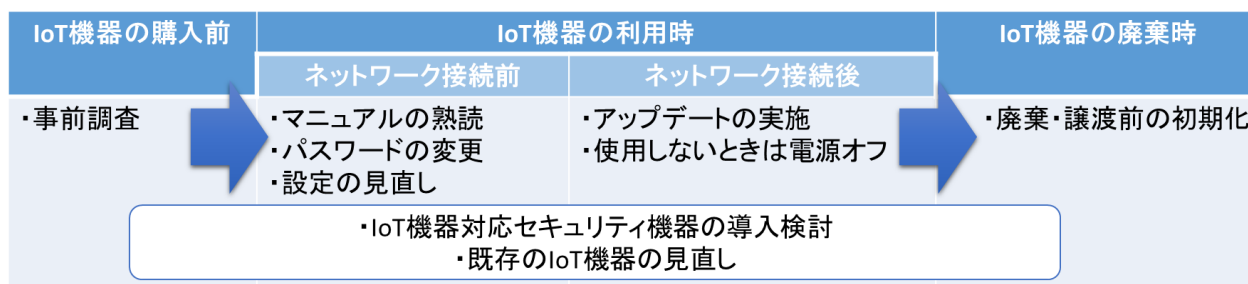 IoT機器の購入前
IoT機器の利用時
IoT機器の廃棄時
ネットワーク接続前
ネットワーク接続後
・事前調査
・マニュアルの熟読
・パスワードの変更
・設定の見直し
・アップデートの実施
・使用しないときは電源オフ
・廃棄・譲渡前の初期化
・IoT機器対応セキュリティ機器の導入検討
・既存のIoT機器の見直し